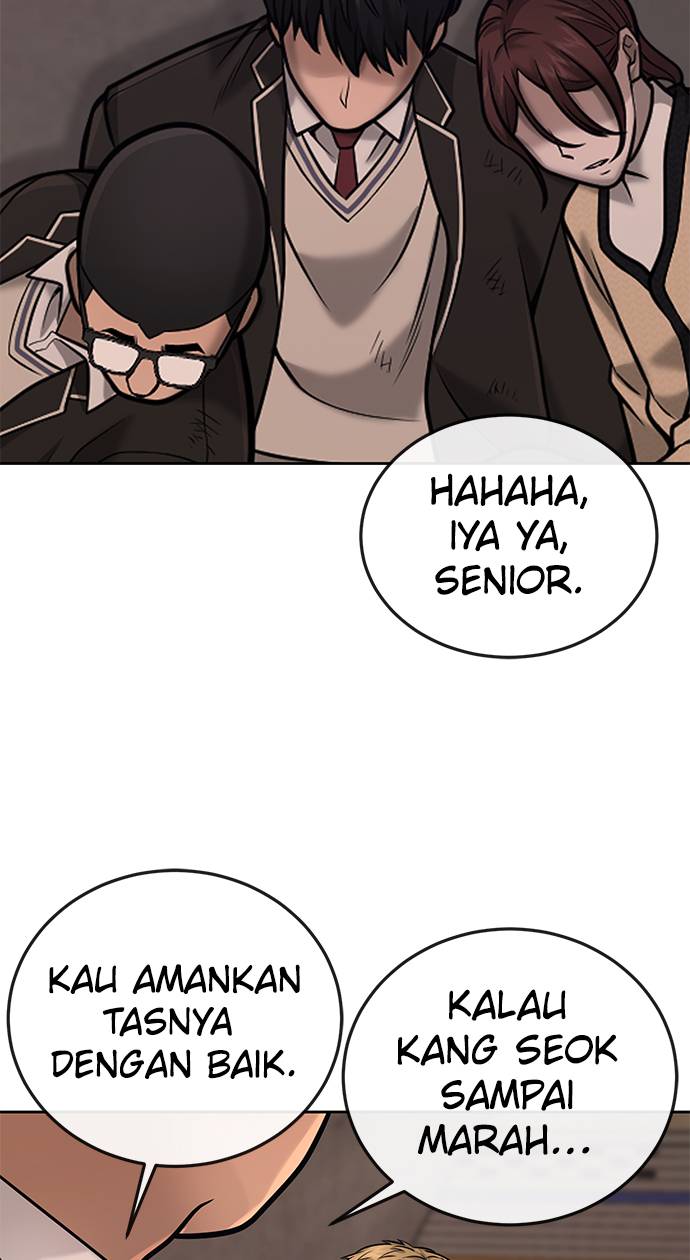 HAHAHA,
IYA YA,
SENIOR.
KAU AMANKAN
TASNYA
DENGAN BAIK.
KALAU
KANG SEOK
SAMPAI
MARAH...